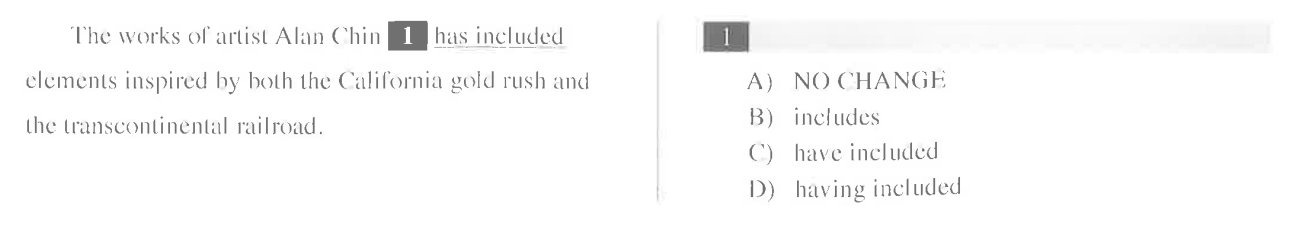 The works of artist Alan Chin 1 has included
elements inspired by both the California gold rush and
the transcontinental railroad.
1
A) NO CHANGE
B) includes
C) have included
D) having included